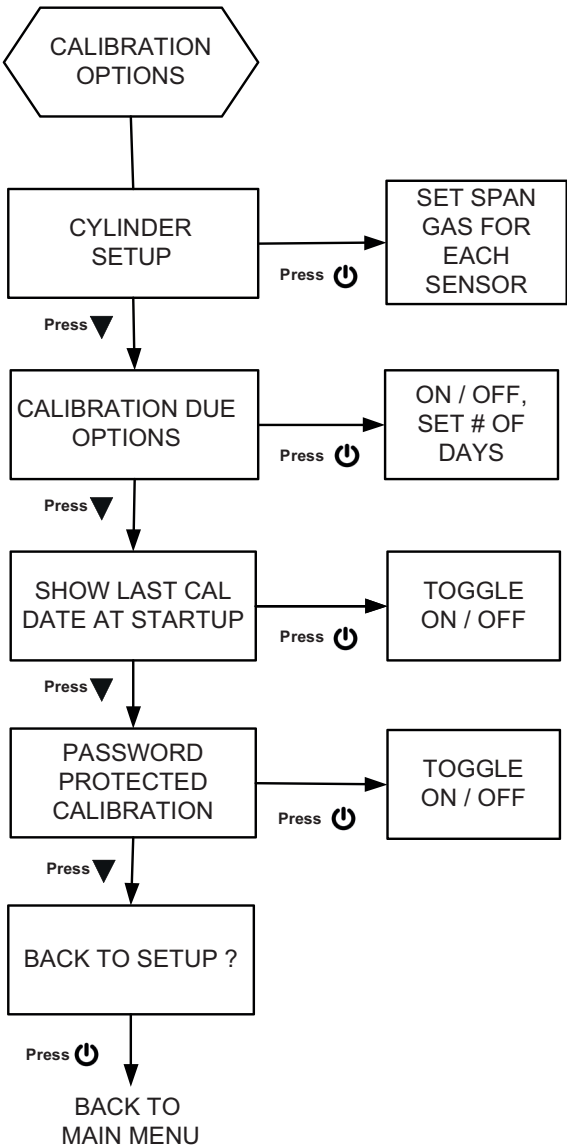 CALIBRATION
OPTIONS
CYLINDER
SETUP
Press
SET SPAN
GAS FOR
EACH
SENSOR
Press
CALIBRATION DUE
OPTIONS
Press
ON / OFF,
SET # OF
DAYS
Press
SHOW LAST CAL
DATE AT STARTUP
Press
TOGGLE
ON / OFF
Press
PASSWORD
PROTECTED
CALIBRATION
Press
TOGGLE
ON / OFF
Press
BACK TO SETUP ?
Press
BACK TO
MAIN MENU